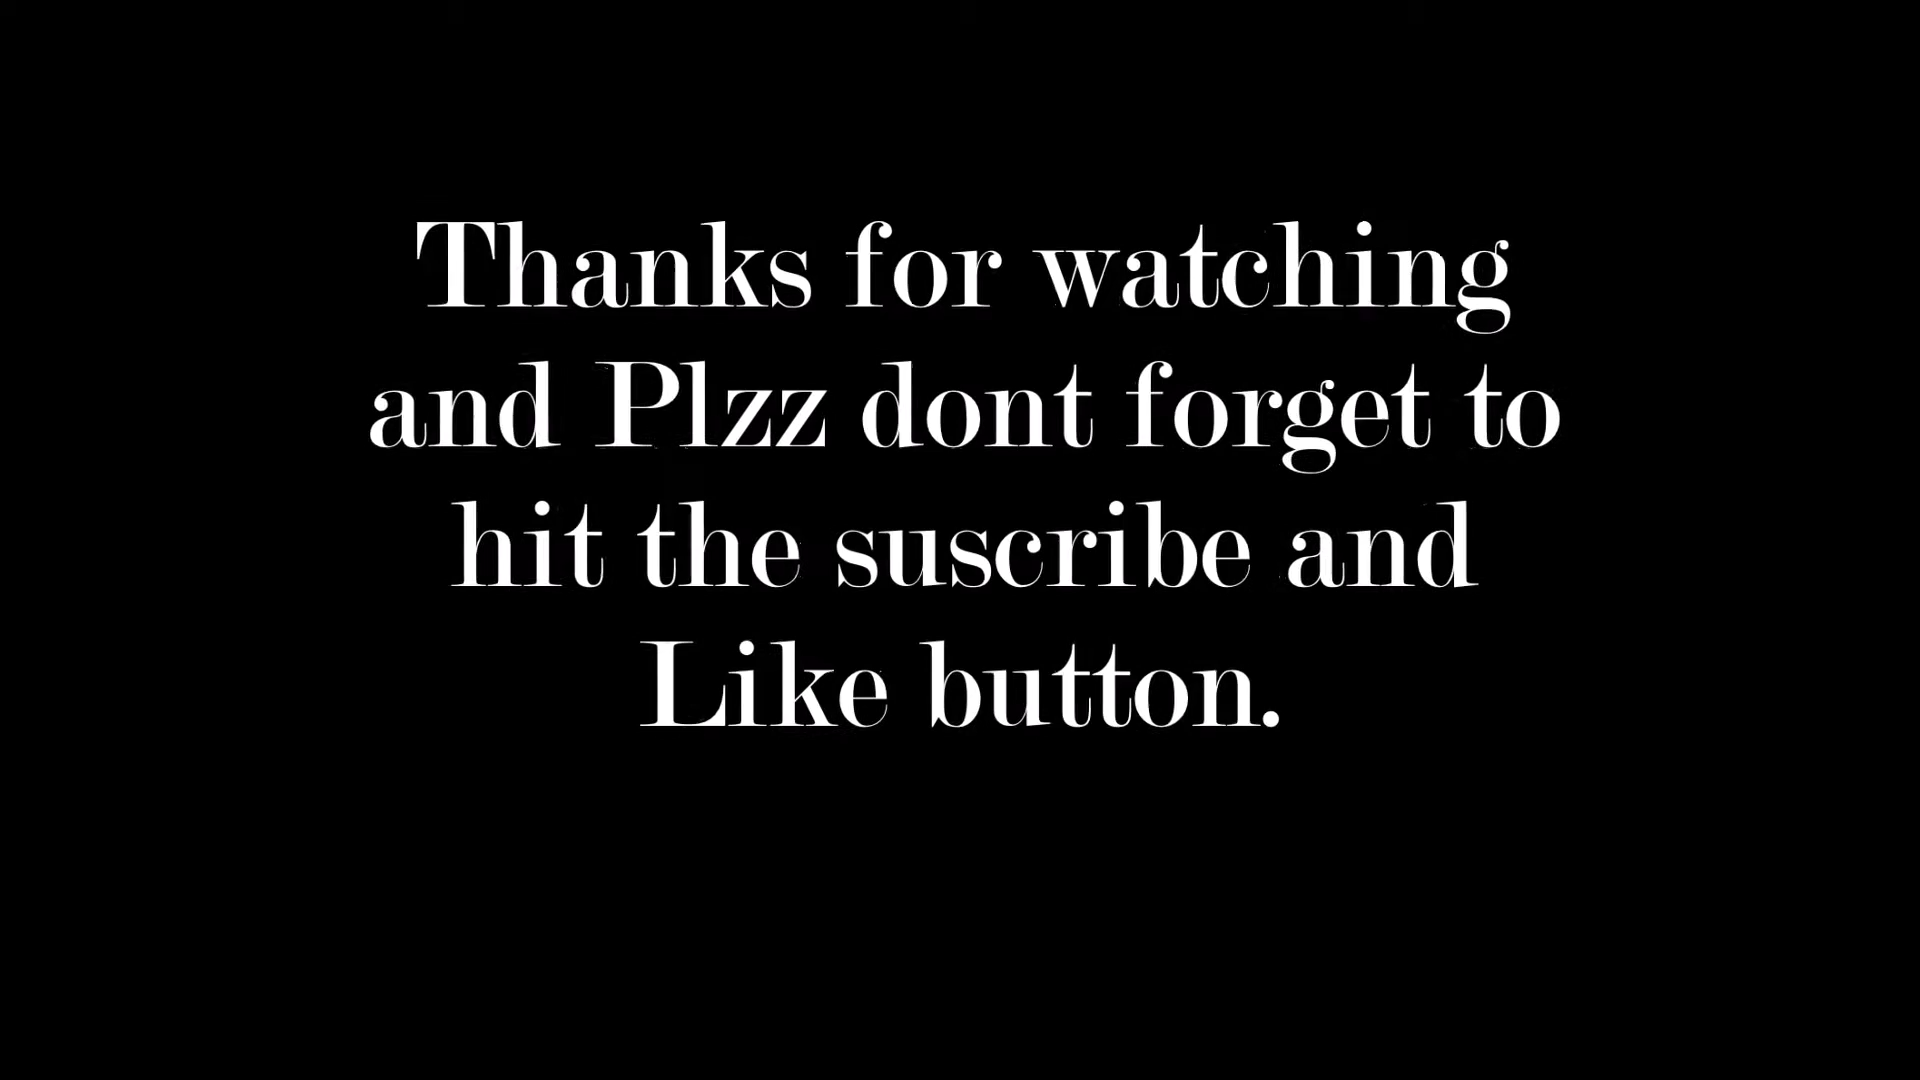 Thanks for watching
and Plzz dont forget to
hit the suscribe and
Like button.